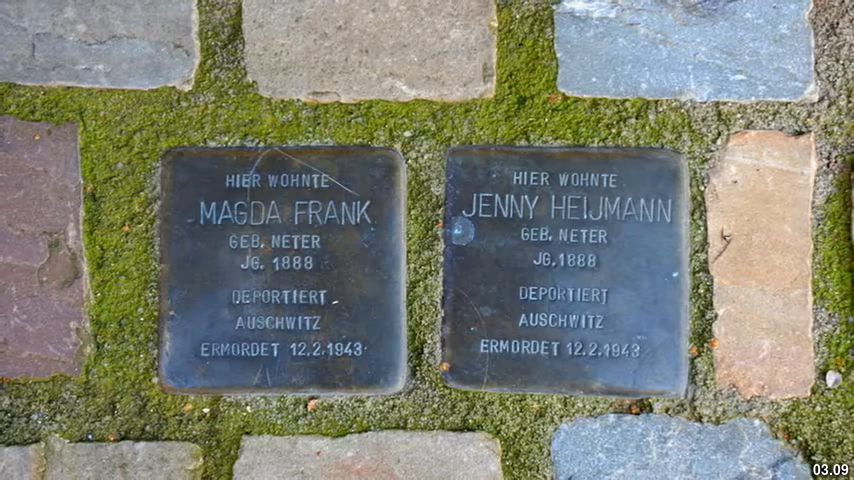 HIER WOHNTE
MAGDA FRANK
GEB. NETER
JG. 1888
DEPORTIERT
AUSCHWITZ
ERMORDET 12.2.1943
HIER WOHNTE
JENNY HEIJMANN
GEB. NETER
JG. 1888
DEPORTIERT
AUSCHWITZ
ERMORDET 12.2.1943
03.09